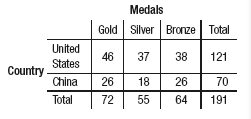 Medals
Gold Silver Bronze Total
United States 46 37 38 121
Country
China 26 18 26 70
Total 72 55 64 191